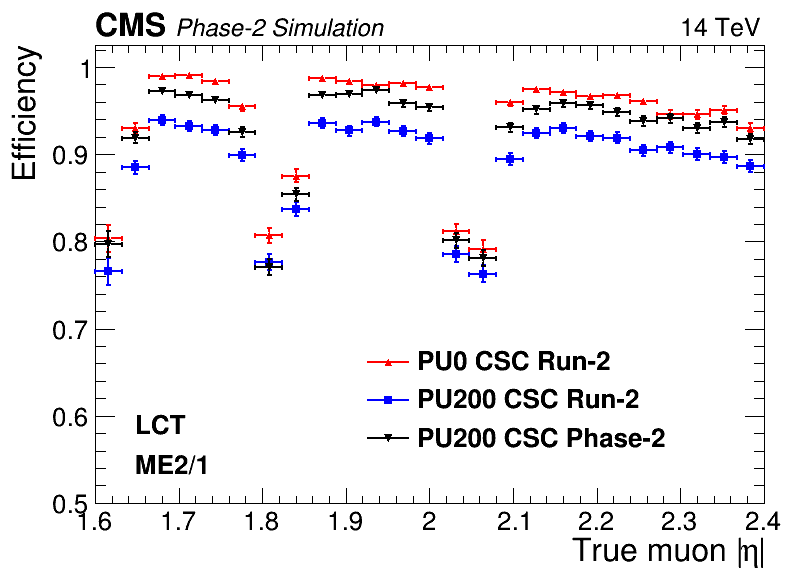 CMS Phase-2 Simulation 14 TeV
Efficiency
1
0.9
0.8
0.7
0.6
0.5
PU0 CSC Run-2
PU200 CSC Run-2
PU200 CSC Phase-2
LCT
ME2/1
1.6 1.7 1.8 1.9 2 2.1 2.2 2.3 2.4
True muon |η|